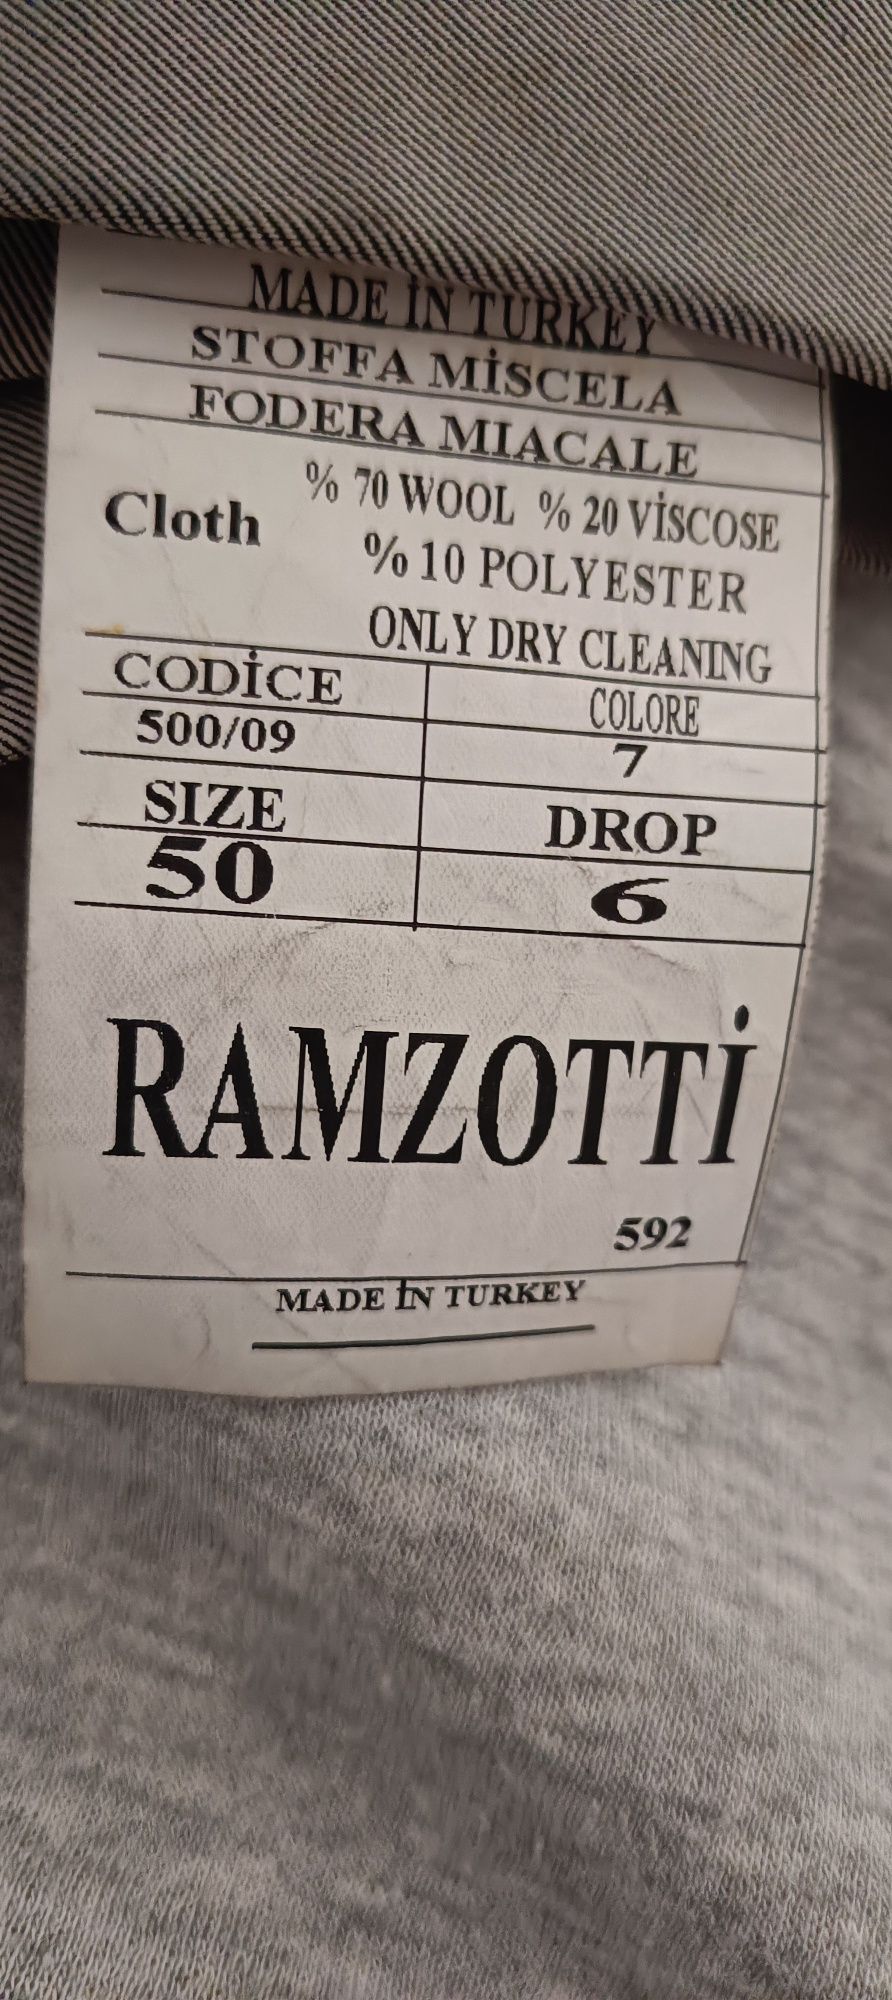 MADE İN TURKEY
STOFFA MİSCELA
FODERA MIACALE
Cloth % 70 WOOL % 20 VİSCOSE
% 10 POLYESTER
ONLY DRY CLEANING
CODİCE COLORE
500/09 7
SIZE DROP
50 6
RAMZOTTİ
592
MADE İN TURKEY